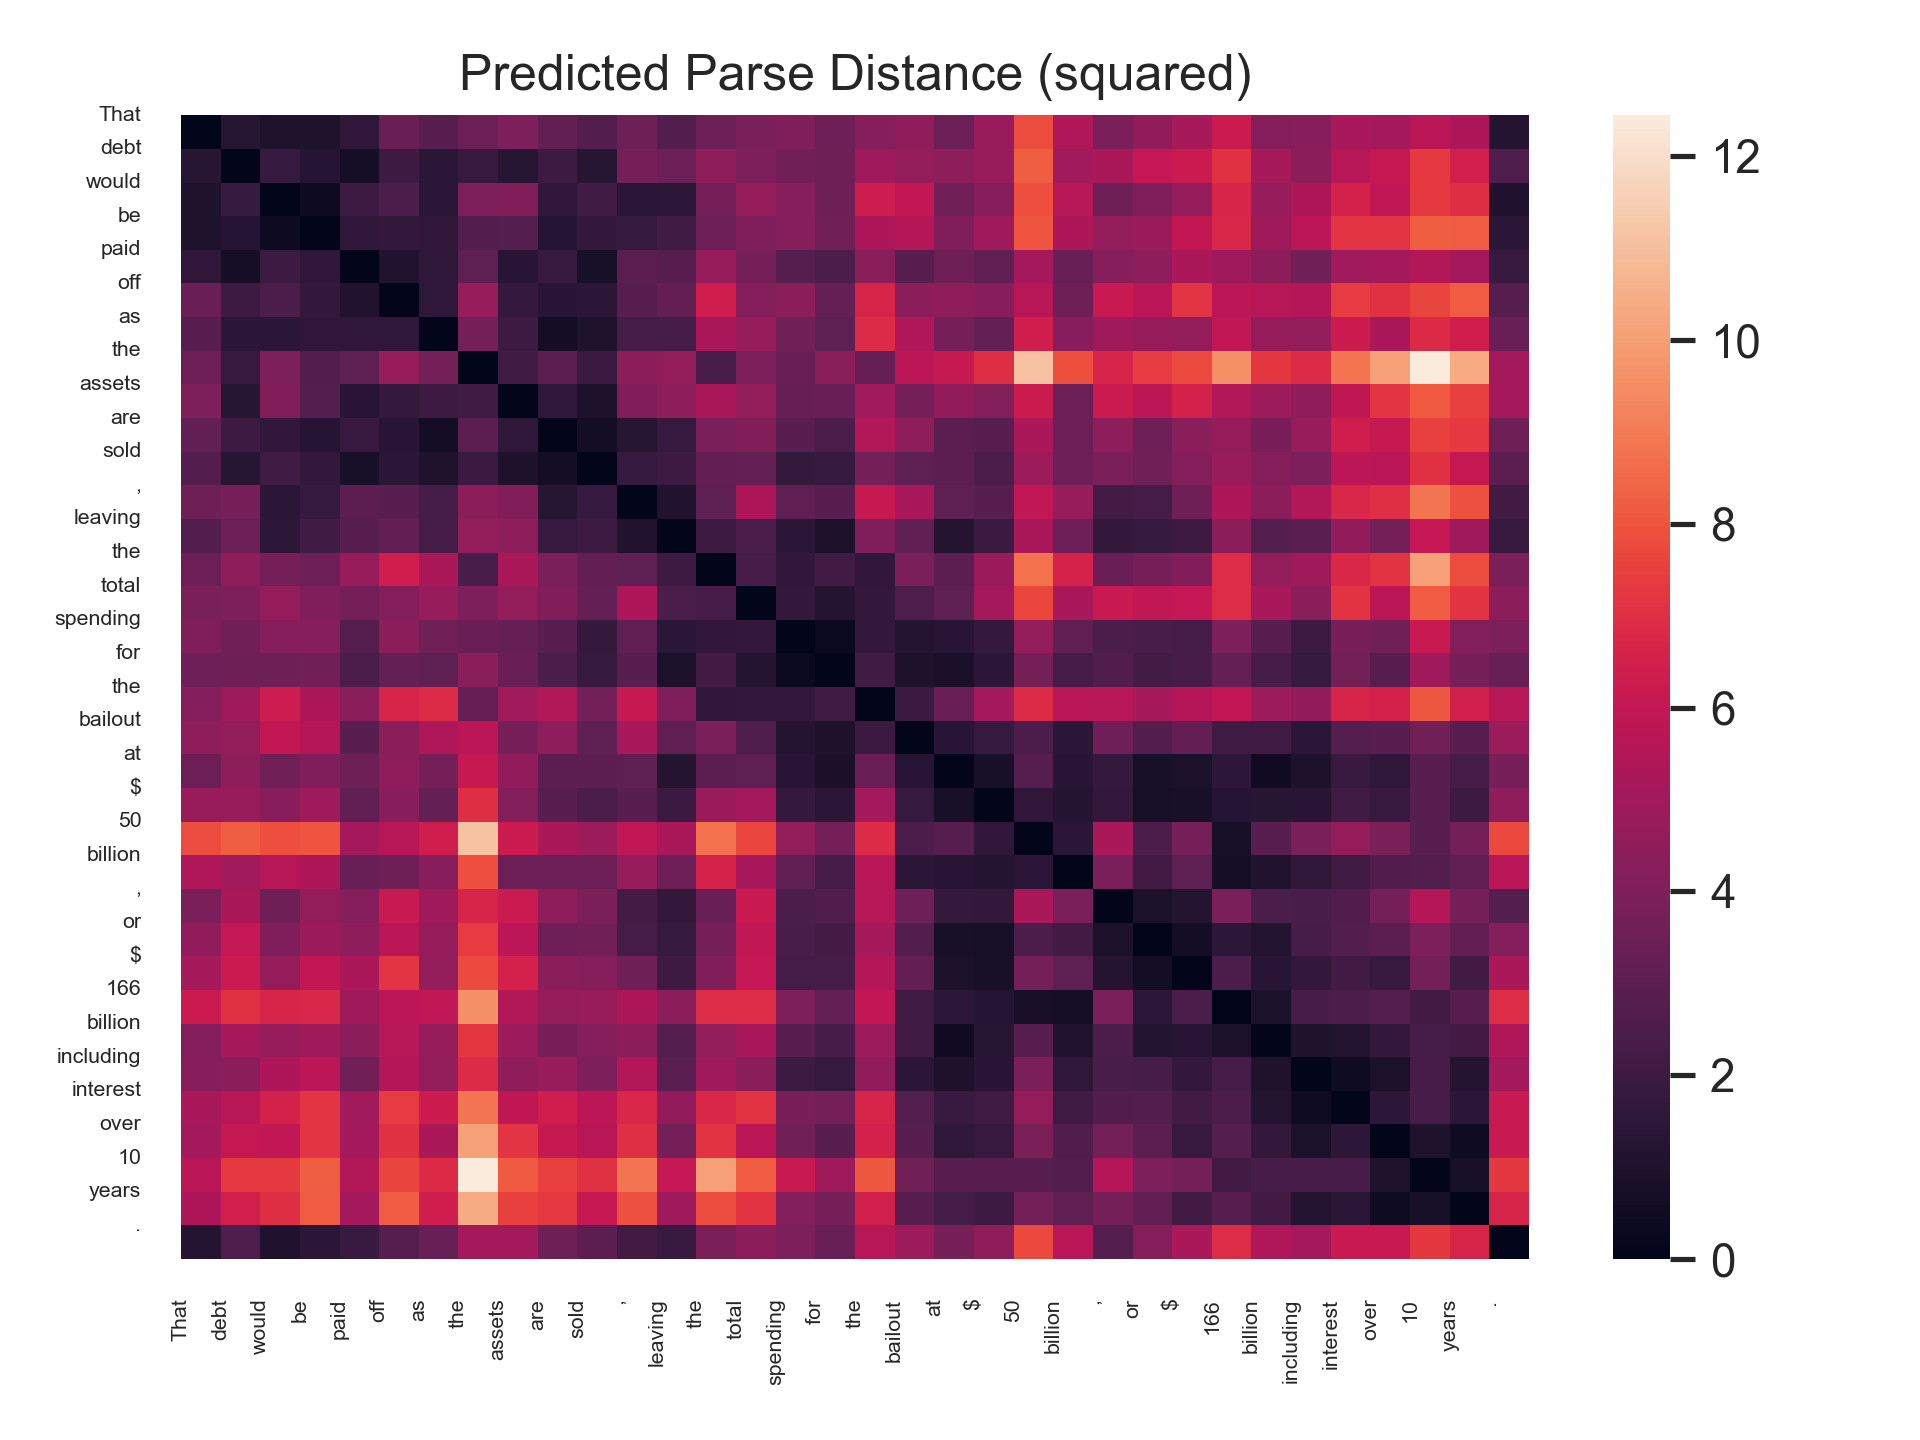 Predicted Parse Distance (squared)
That
debt
would
be
paid
off
as
the
assets
are
sold
,
leaving
the
total
spending
for
the
bailout
at
$
50
billion
,
or
$
166
billion
including
interest
over
10
years
.
12
10
8
6
4
2
0
That
debt
would
be
paid
off
as
the
assets
are
sold
,
leaving
the
total
spending
for
the
bailout
at
$
50
billion
,
or
$
166
billion
including
interest
over
10
years
.